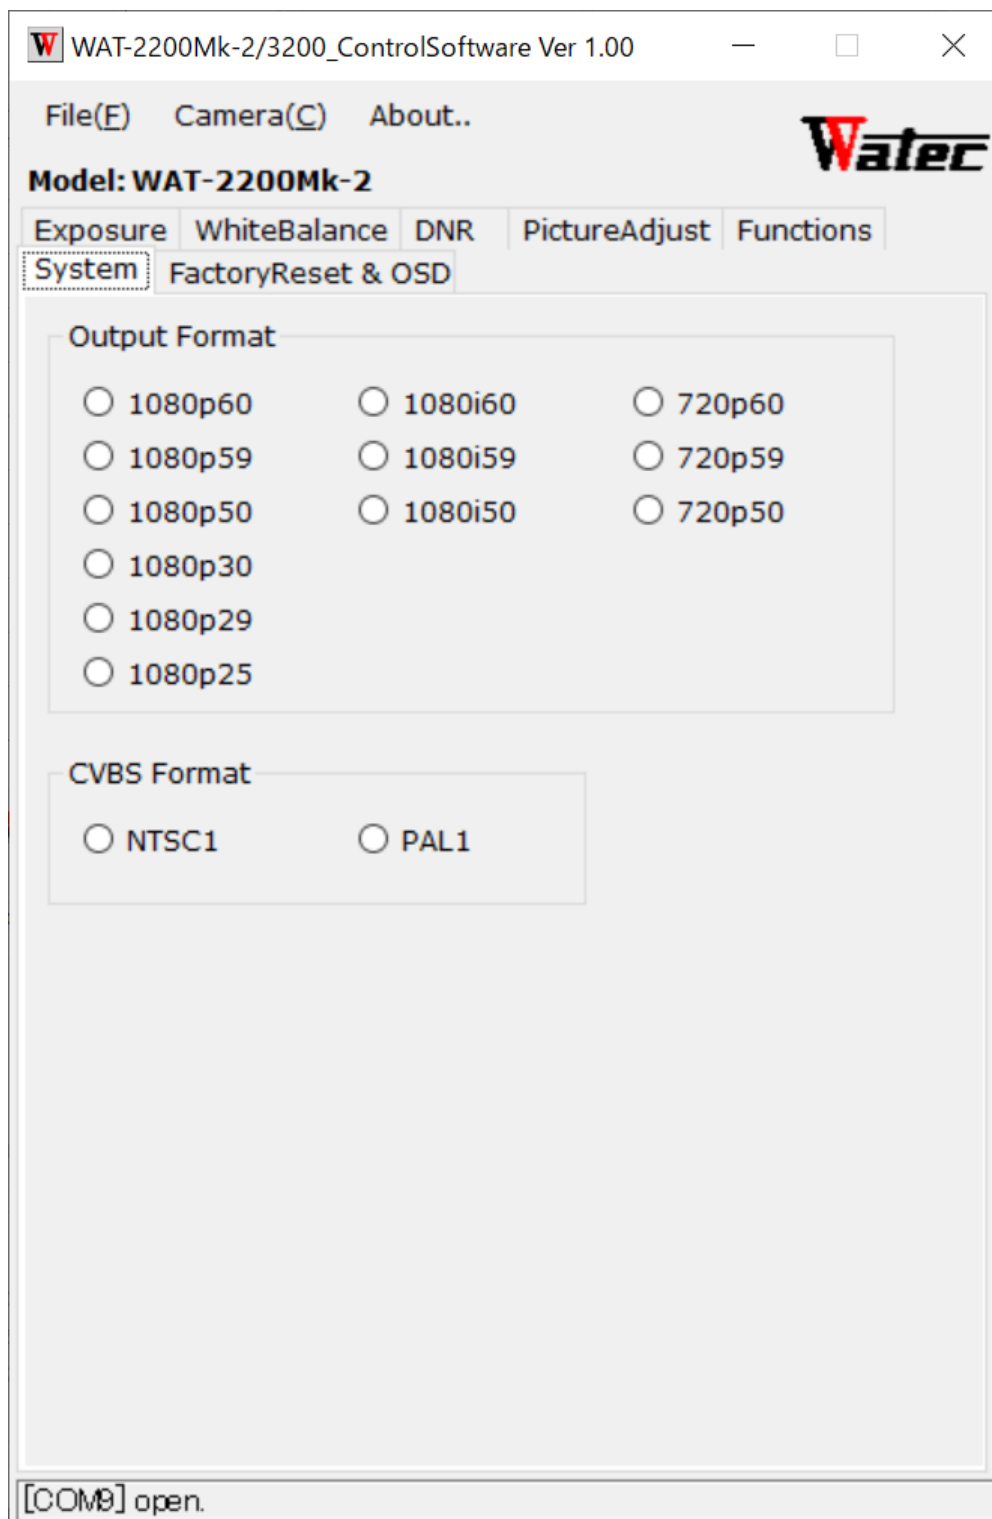 WAT-2200Mk-2/3200_ControlSoftware Ver 1.00
File(F) Camera(C) About..
Watec
Model: WAT-2200Mk-2
Exposure WhiteBalance DNR PictureAdjust Functions
System FactoryReset & OSD
Output Format
1080p60 1080i60 720p60
1080p59 1080i59 720p59
1080p50 1080i50 720p50
1080p30
1080p29
1080p25
CVBS Format
NTSC1 PAL1
[COM9] open.